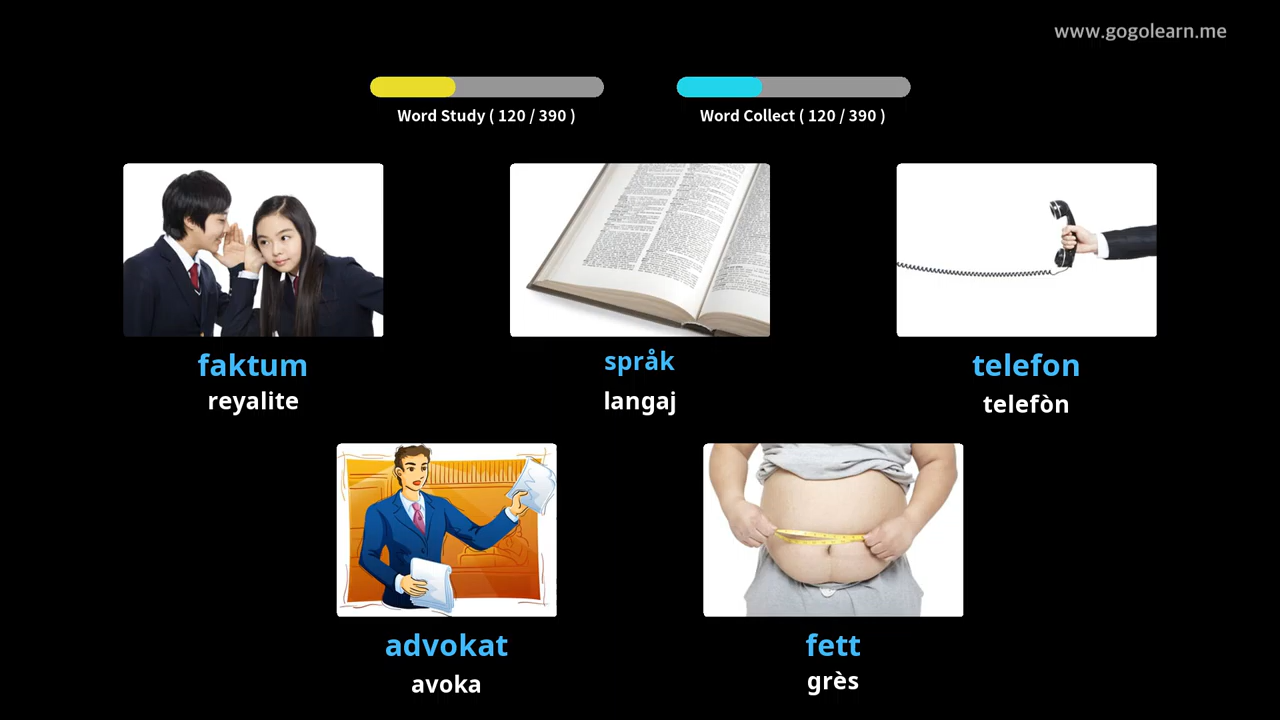 www.gogolearn.me
Word Study ( 120 / 390 )
Word Collect ( 120 / 390 )
faktum
reyalite
språk
langaj
telefon
telefòn
advokat
avoka
fett
grès